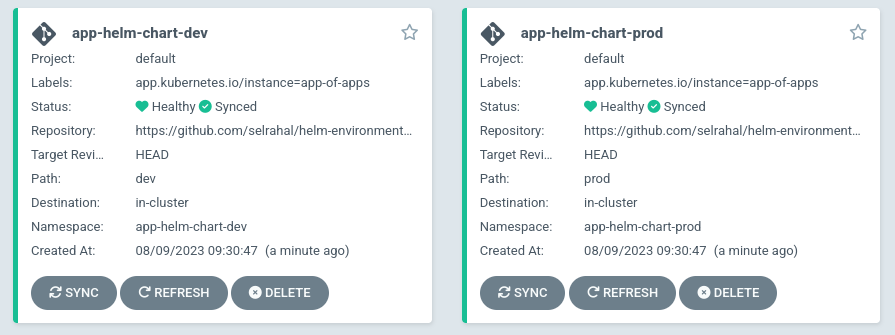 app-helm-chart-dev
Project: default
Labels: app.kubernetes.io/instance=app-of-apps
Status: Healthy Synced
Repository: https://github.com/selrahal/helm-environment...
Target Revi... HEAD
Path: dev
Destination: in-cluster
Namespace: app-helm-chart-dev
Created At: 08/09/2023 09:30:47 (a minute ago)
SYNC REFRESH DELETE
app-helm-chart-prod
Project: default
Labels: app.kubernetes.io/instance=app-of-apps
Status: Healthy Synced
Repository: https://github.com/selrahal/helm-environment...
Target Revi... HEAD
Path: prod
Destination: in-cluster
Namespace: app-helm-chart-prod
Created At: 08/09/2023 09:30:47 (a minute ago)
SYNC REFRESH DELETE